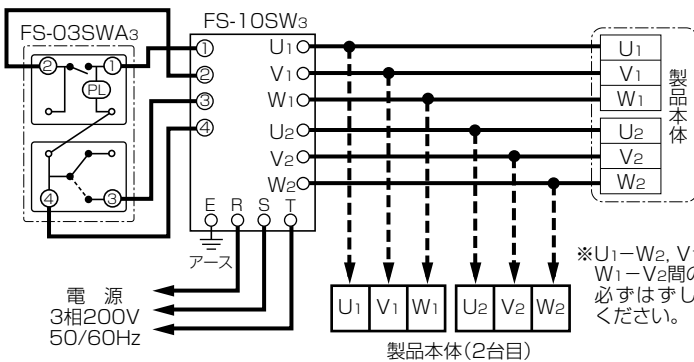 FS-03SWA3
FS-10SW3
② ①
PL
④ ③
①
②
③
④
U1
V1
W1
U2
V2
W2
E R S T
アース
電 源
3相200V
50/60Hz
U1
V1
W1
U2
V2
W2
製品本体
※U1−W2, V1
W1−V2間の
必ずはずし
ください。
U1 V1 W1 U2 V2 W2
製品本体(2台目)